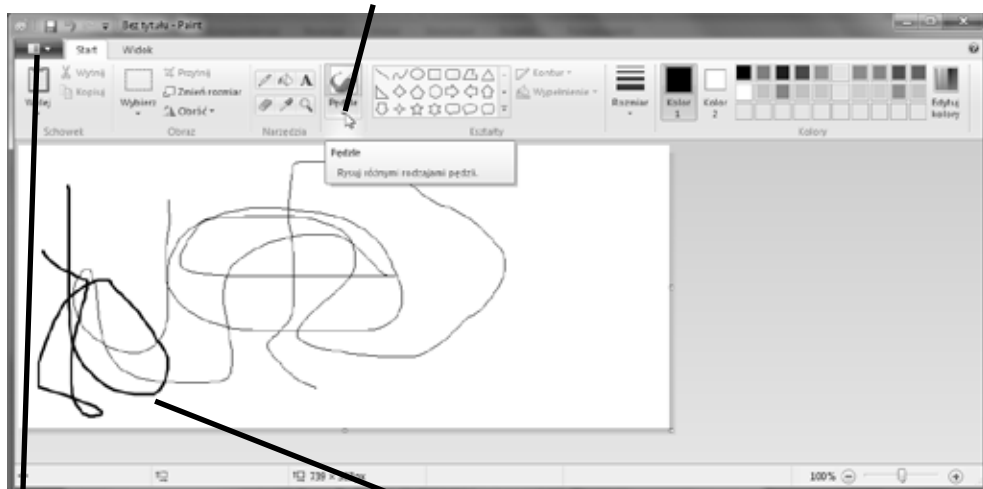 Bez tytułu - Paint
Start Widok
Wklej
Wytnij
Kopiuj
Schowek
Wybierz
Przytnij
Zmień rozmiar
Obróć
Obraz
A
Narzędzia
Pędzle
Kształty
Kontur
Wypełnienie
Rozmiar
Kolor
1
Kolor
2
Kolory
Edytuj
kolory
Pędzle
Rysuj różnymi rodzajami pędzli.
100%